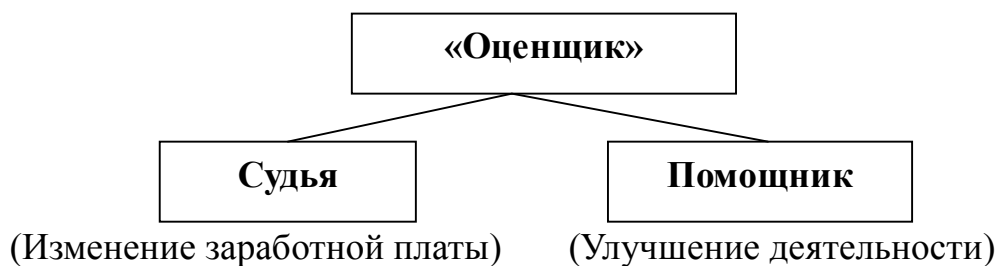 «Оценщик»
Судья
Помощник
(Изменение заработной платы)
(Улучшение деятельности)